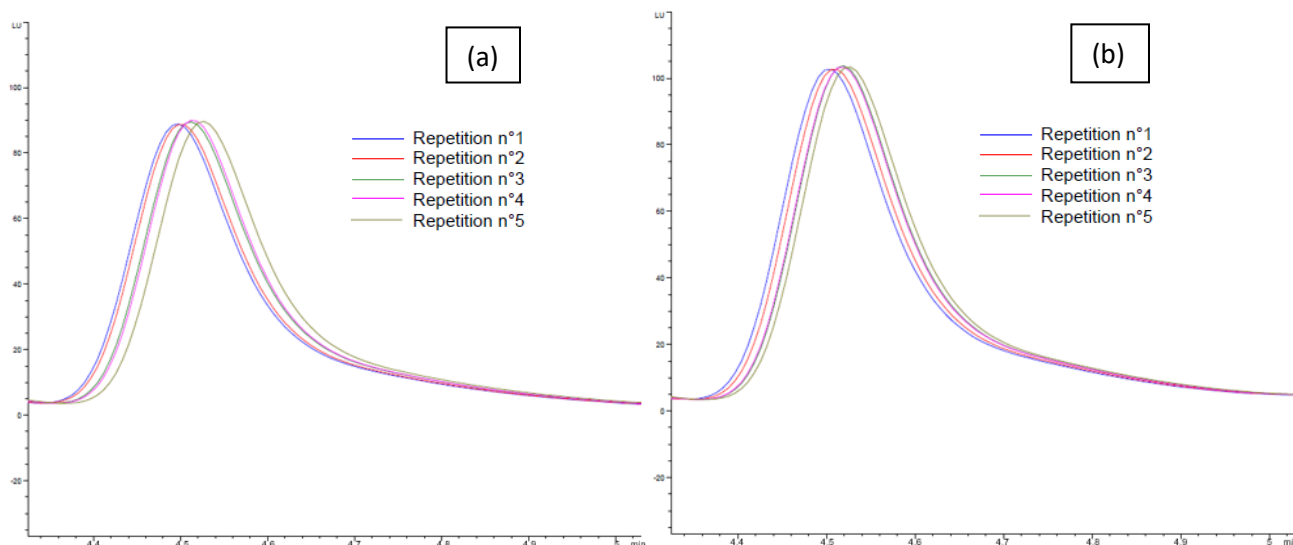 LU
(a)
100
80
60
40
20
0
-20
4.4
4.5
4.6
4.7
4.8
4.9
5
min
Repetition n°1
Repetition n°2
Repetition n°3
Repetition n°4
Repetition n°5
LU
(b)
100
80
60
40
20
0
-20
4.4
4.5
4.6
4.7
4.8
4.9
5
Repetition n°1
Repetition n°2
Repetition n°3
Repetition n°4
Repetition n°5